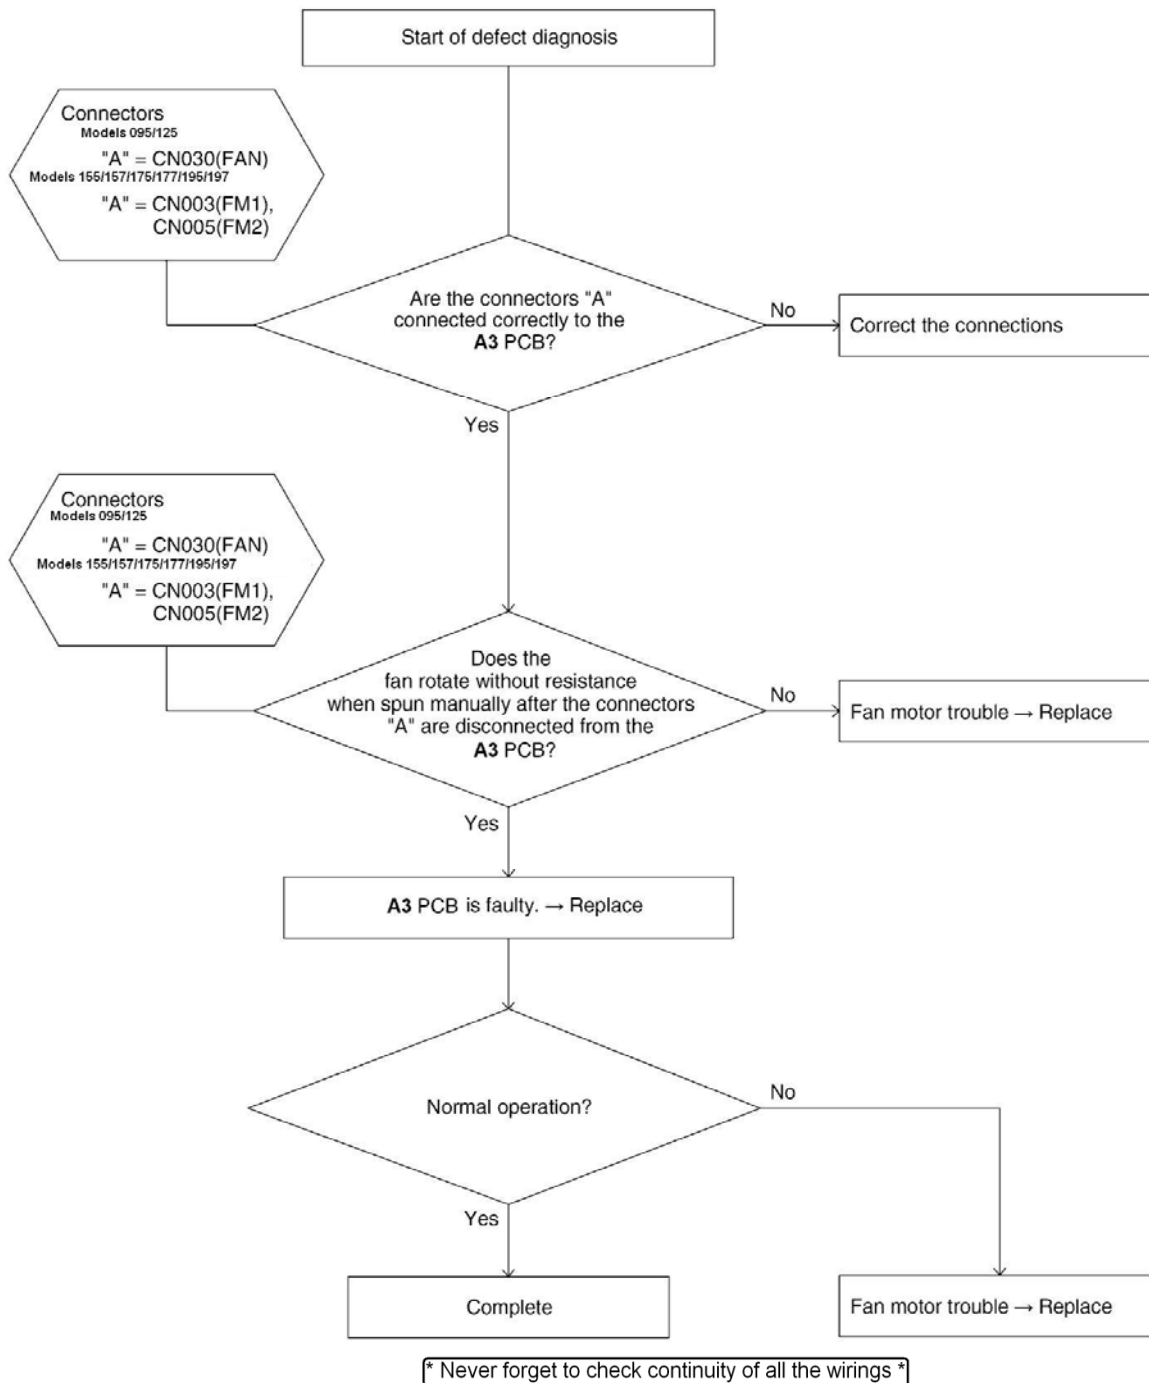 Start of defect diagnosis
Connectors
Models 095/125
"A" = CN030(FAN)
Models 155/157/175/177/195/197
"A" = CN003(FM1),
CN005(FM2)
Are the connectors "A"
connected correctly to the
A3 PCB?
No
Correct the connections
Yes
Connectors
Models 095/125
"A" = CN030(FAN)
Models 155/157/175/177/195/197
"A" = CN003(FM1),
CN005(FM2)
Does the
fan rotate without resistance
when spun manually after the connectors
"A" are disconnected from the
A3 PCB?
No
Fan motor trouble → Replace
Yes
A3 PCB is faulty. → Replace
Normal operation?
No
Yes
Complete
Fan motor trouble → Replace
* Never forget to check continuity of all the wirings *